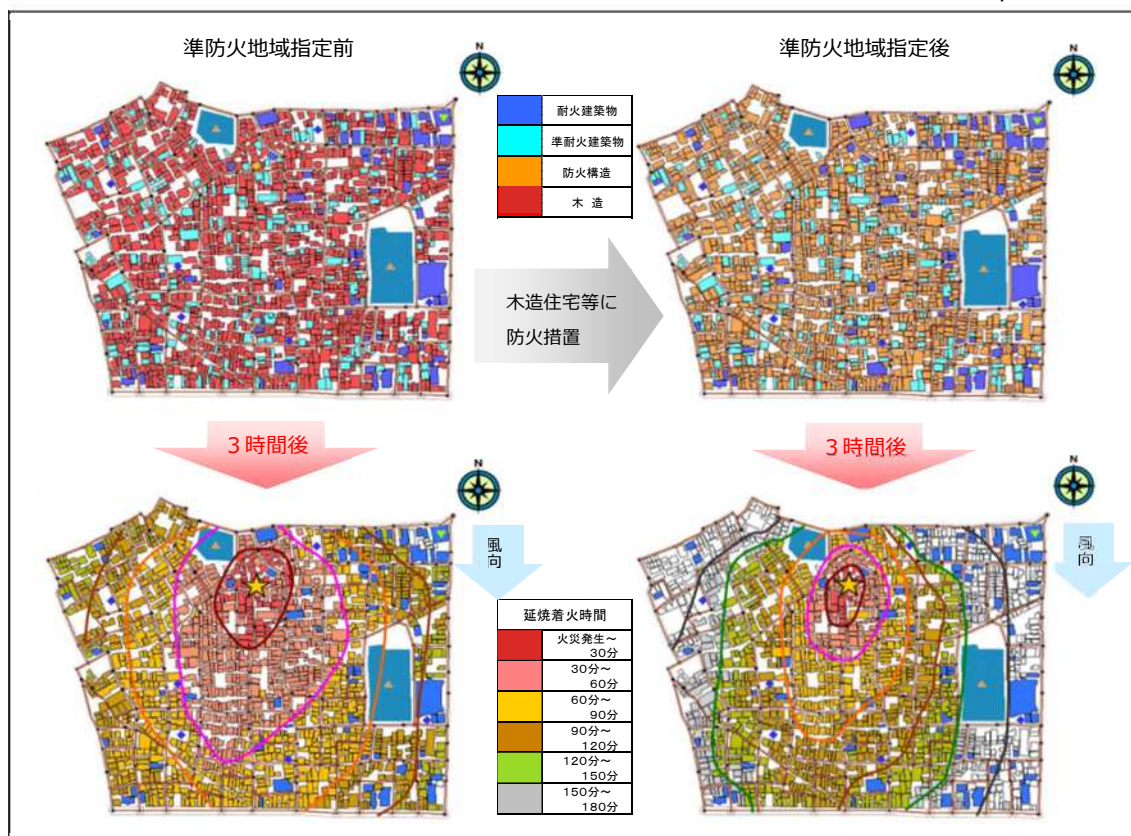 準防火地域指定前
準防火地域指定後
N
N
耐火建築物
準耐火建築物
防火構造
木 造
木造住宅等に
防火措置
3時間後
3時間後
N
N
風向
風向
延焼着火時間
火災発生～
30分
30分～
60分
60分～
90分
90分～
120分
120分～
150分
150分～
180分